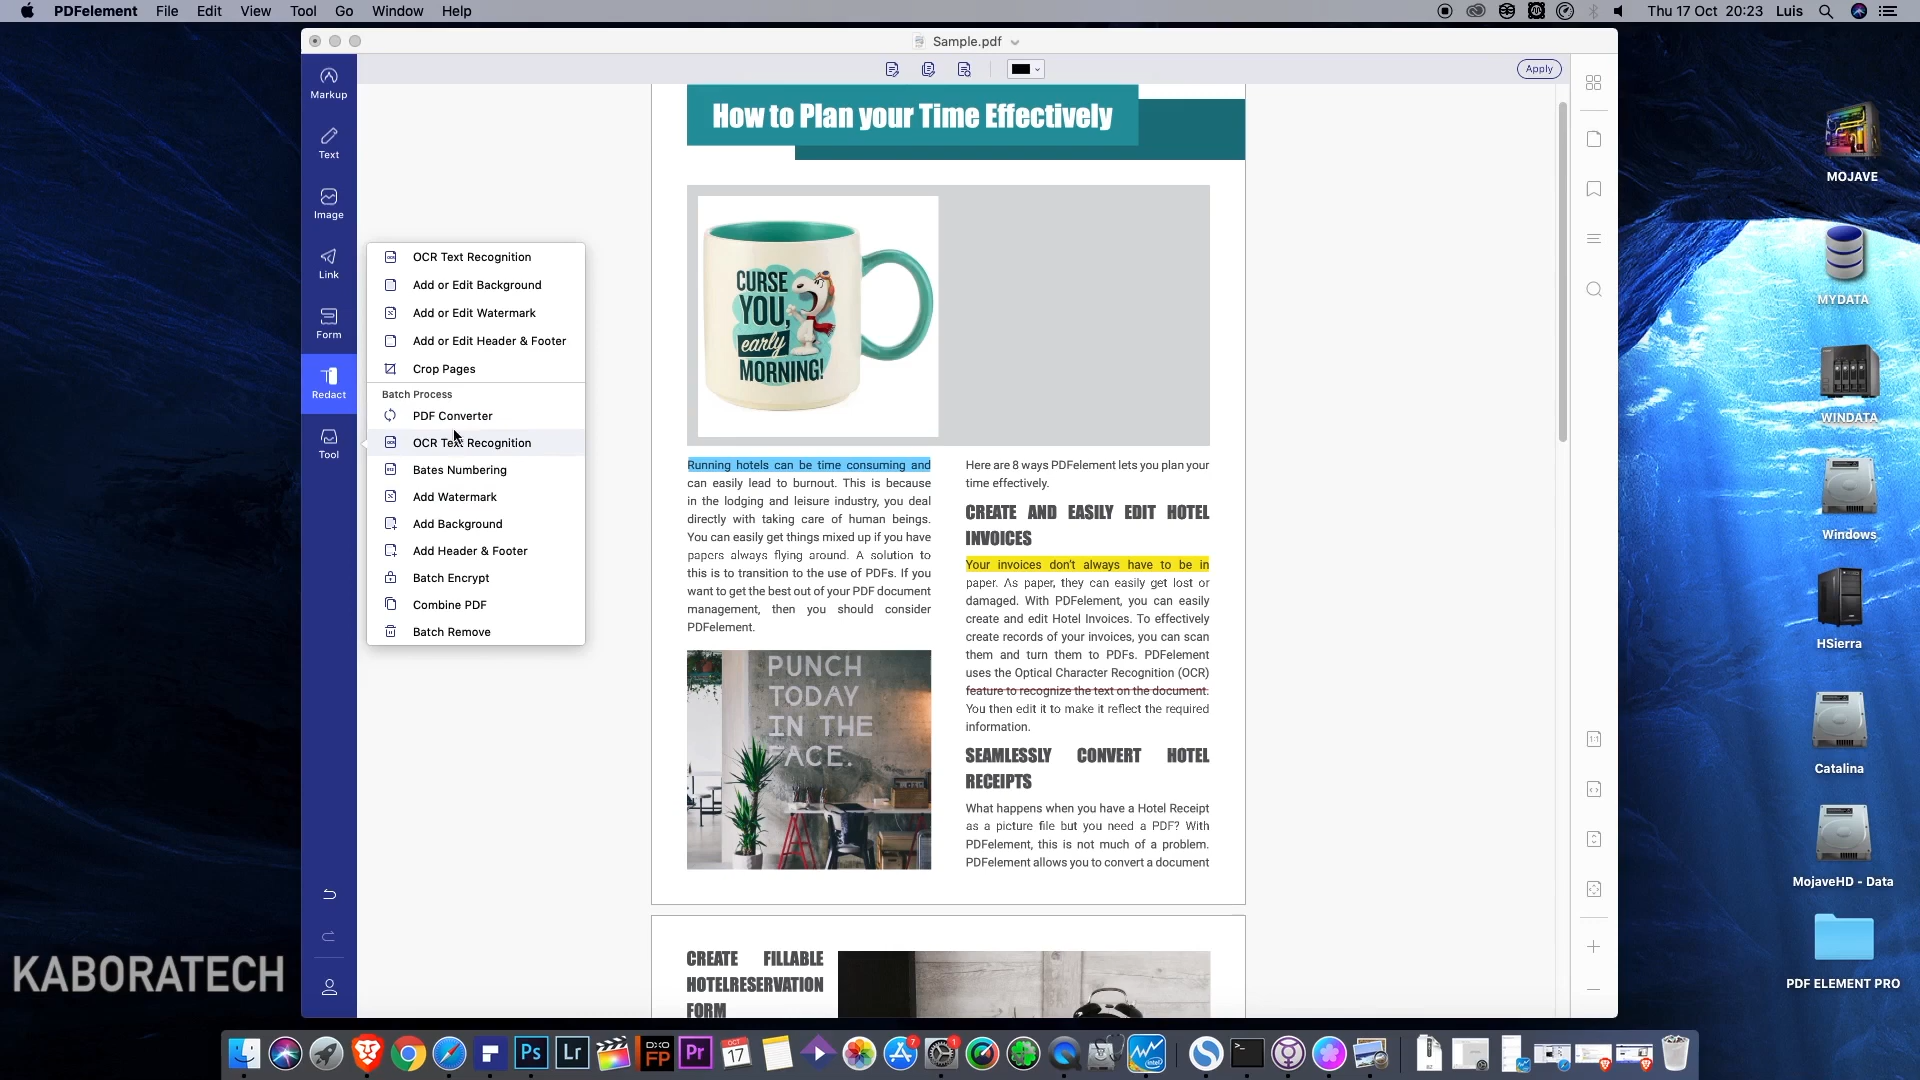 PDFelement File Edit View Tool Go Window Help
Thu 17 Oct 20:23 Luis
Sample.pdf
Apply
Markup
Text
Image
Link
Form
Redact
Tool
OCR Text Recognition
Add or Edit Background
Add or Edit Watermark
Add or Edit Header & Footer
Crop Pages
Batch Process
PDF Converter
OCR Text Recognition
Bates Numbering
Add Watermark
Add Background
Add Header & Footer
Batch Encrypt
Combine PDF
Batch Remove
How to Plan your Time Effectively
CURSE
YOU,
early
MORNING!
Running hotels can be time consuming and
can easily lead to burnout. This is because
in the lodging and leisure industry, you deal
directly with taking care of human beings.
You can easily get things mixed up if you have
papers always flying around. A solution to
this is to transition to the use of PDFs. If you
want to get the best out of your PDF document
management, then you should consider
PDFelement.
PUNCH
TODAY
IN THE
FACE.
Here are 8 ways PDFelement lets you plan your
time effectively.
CREATE AND EASILY EDIT HOTEL
INVOICES
Your invoices don't always have to be in
paper. As paper, they can easily get lost or
damaged. With PDFelement, you can easily
create and edit Hotel Invoices. To effectively
create records of your invoices, you can scan
them and turn them to PDFs. PDFelement
uses the Optical Character Recognition (OCR)
feature to recognize the text on the document.
You then edit it to make it reflect the required
information.
SEAMLESSLY CONVERT HOTEL
RECEIPTS
What happens when you have a Hotel Receipt
as a picture file but you need a PDF? With
PDFelement, this is not much of a problem.
PDFelement allows you to convert a document
CREATE FILLABLE
HOTELRESERVATION
FORM
1:1
MOJAVE
MYDATA
WINDATA
Windows
HSierra
Catalina
MojaveHD - Data
PDF ELEMENT PRO
KABORATECH
Ps
Lr
DXO
FP
Pr
OCT
17
7
1
intel